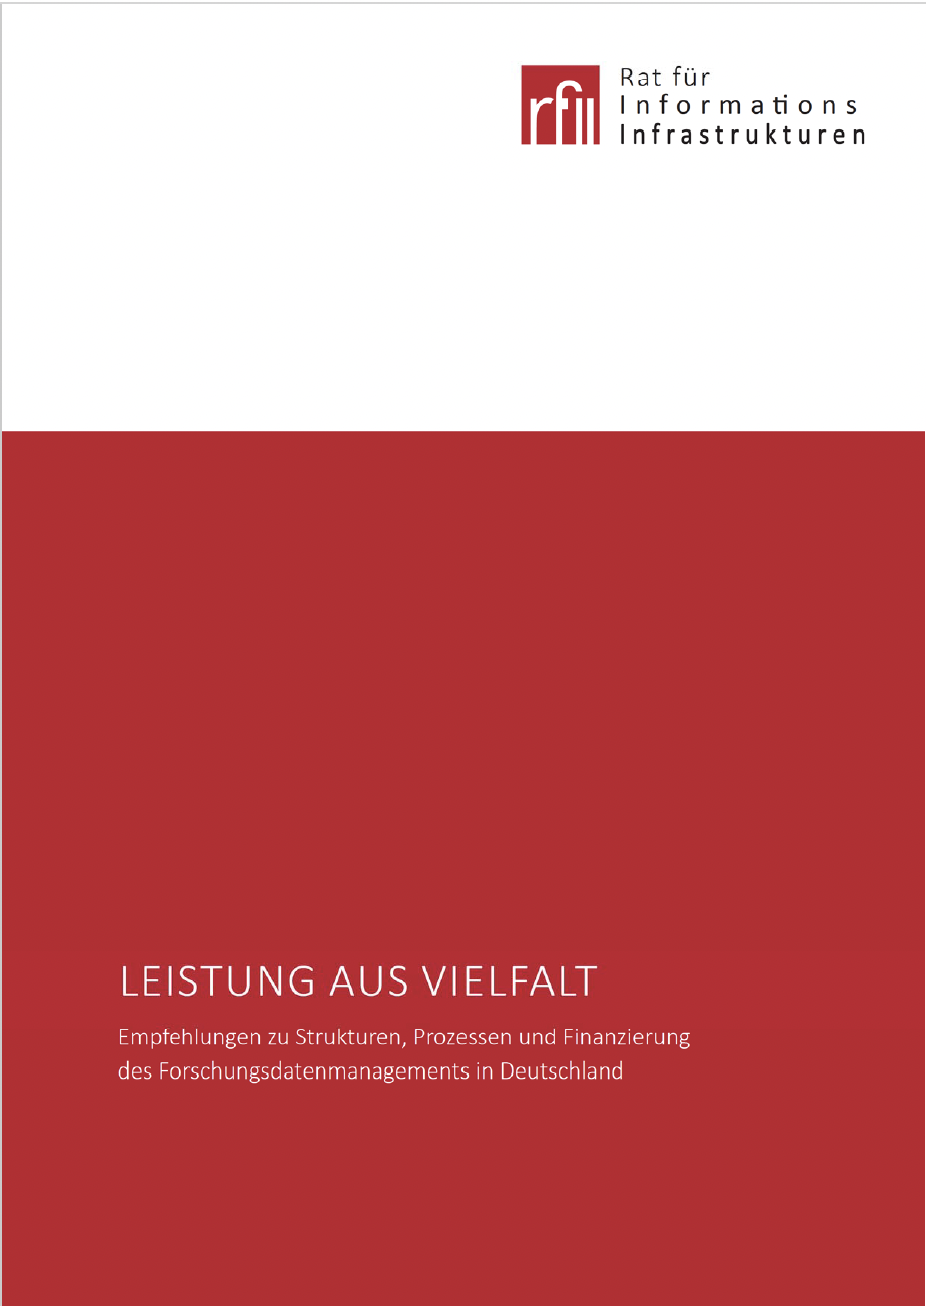 rfii
Rat für
Informations
Infrastrukturen
LEISTUNG AUS VIELFALT
Empfehlungen zu Strukturen, Prozessen und Finanzierung
des Forschungsdatenmanagements in Deutschland